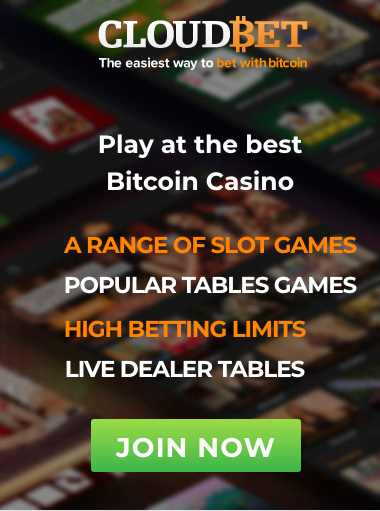 CLOUDBET
The easiest way to bet with bitcoin
Play at the best
Bitcoin Casino
A RANGE OF SLOT GAMES
POPULAR TABLES GAMES
HIGH BETTING LIMITS
LIVE DEALER TABLES
JOIN NOW